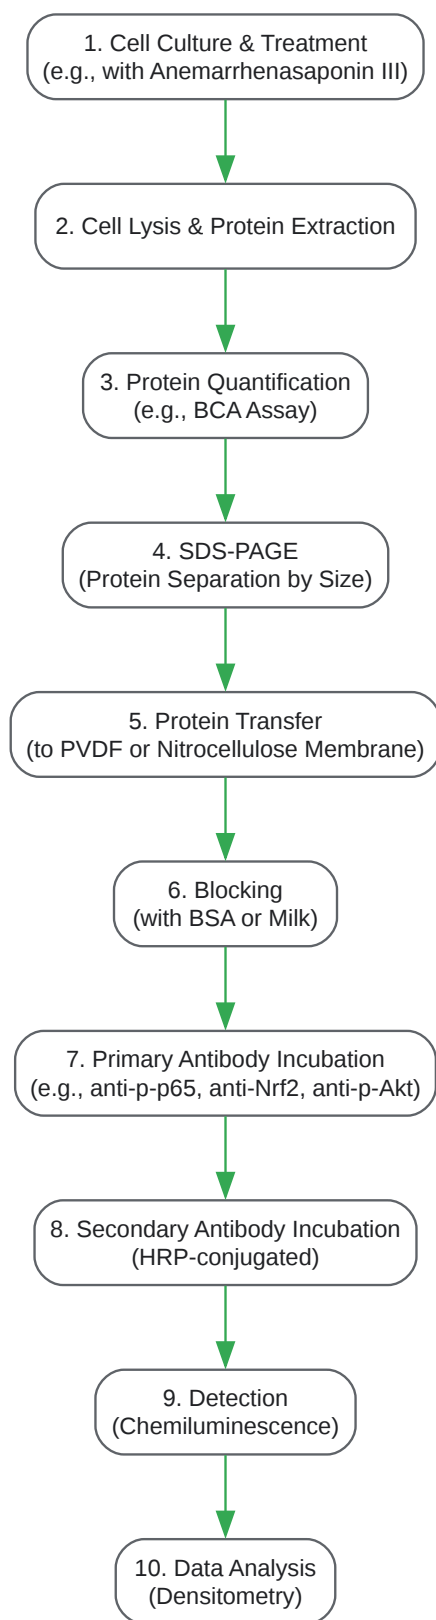 1. Cell Culture & Treatment
(e.g., with Anemarrhenasaponin III)
2. Cell Lysis & Protein Extraction
3. Protein Quantification
(e.g., BCA Assay)
4. SDS-PAGE
(Protein Separation by Size)
5. Protein Transfer
(to PVDF or Nitrocellulose Membrane)
6. Blocking
(with BSA or Milk)
7. Primary Antibody Incubation
(e.g., anti-p-p65, anti-Nrf2, anti-p-Akt)
8. Secondary Antibody Incubation
(HRP-conjugated)
9. Detection
(Chemiluminescence)
10. Data Analysis
(Densitometry)